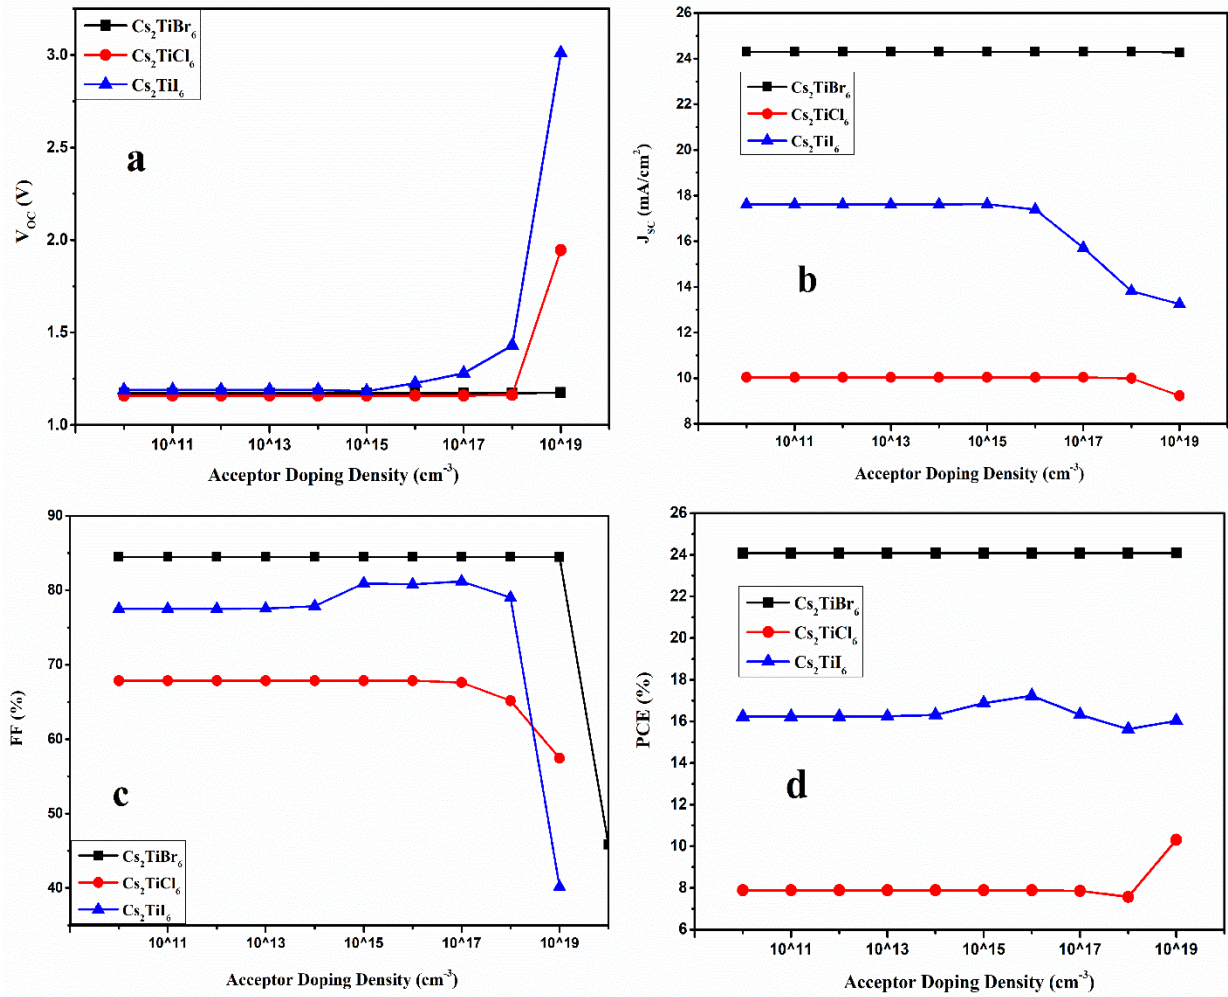 Cs₂TiBr₆
Cs₂TiCl₆
Cs₂TiI₆
3.0
2.5
2.0
1.5
1.0
V_OC (V)
a
10^11 10^13 10^15 10^17 10^19
Acceptor Doping Density (cm⁻³)
26
24
22
20
18
16
14
12
10
8
J_SC (mA/cm²)
Cs₂TiBr₆
Cs₂TiCl₆
Cs₂TiI₆
b
10^11 10^13 10^15 10^17 10^19
Acceptor Doping Density (cm⁻³)
90
80
70
60
50
40
FF (%)
c
Cs₂TiBr₆
Cs₂TiCl₆
Cs₂TiI₆
10^11 10^13 10^15 10^17 10^19
Acceptor Doping Density (cm⁻³)
26
24
22
20
18
16
14
12
10
8
6
PCE (%)
Cs₂TiBr₆
Cs₂TiCl₆
Cs₂TiI₆
d
10^11 10^13 10^15 10^17 10^19
Acceptor Doping Density (cm⁻³)